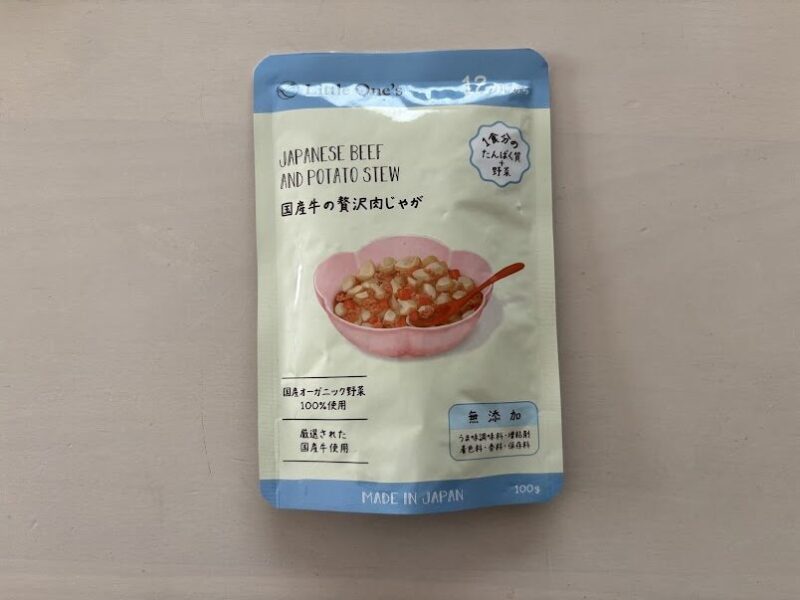 Little One's
12
1食分の
たんぱく質
+
野菜
JAPANESE BEEF
AND POTATO STEW
国産牛の贅沢肉じゃが
国産オーガニック野菜
100%使用
厳選された
国産牛使用
無添加
うま味調味料・増粘剤
着色料・香料・保存料
MADE IN JAPAN
100g